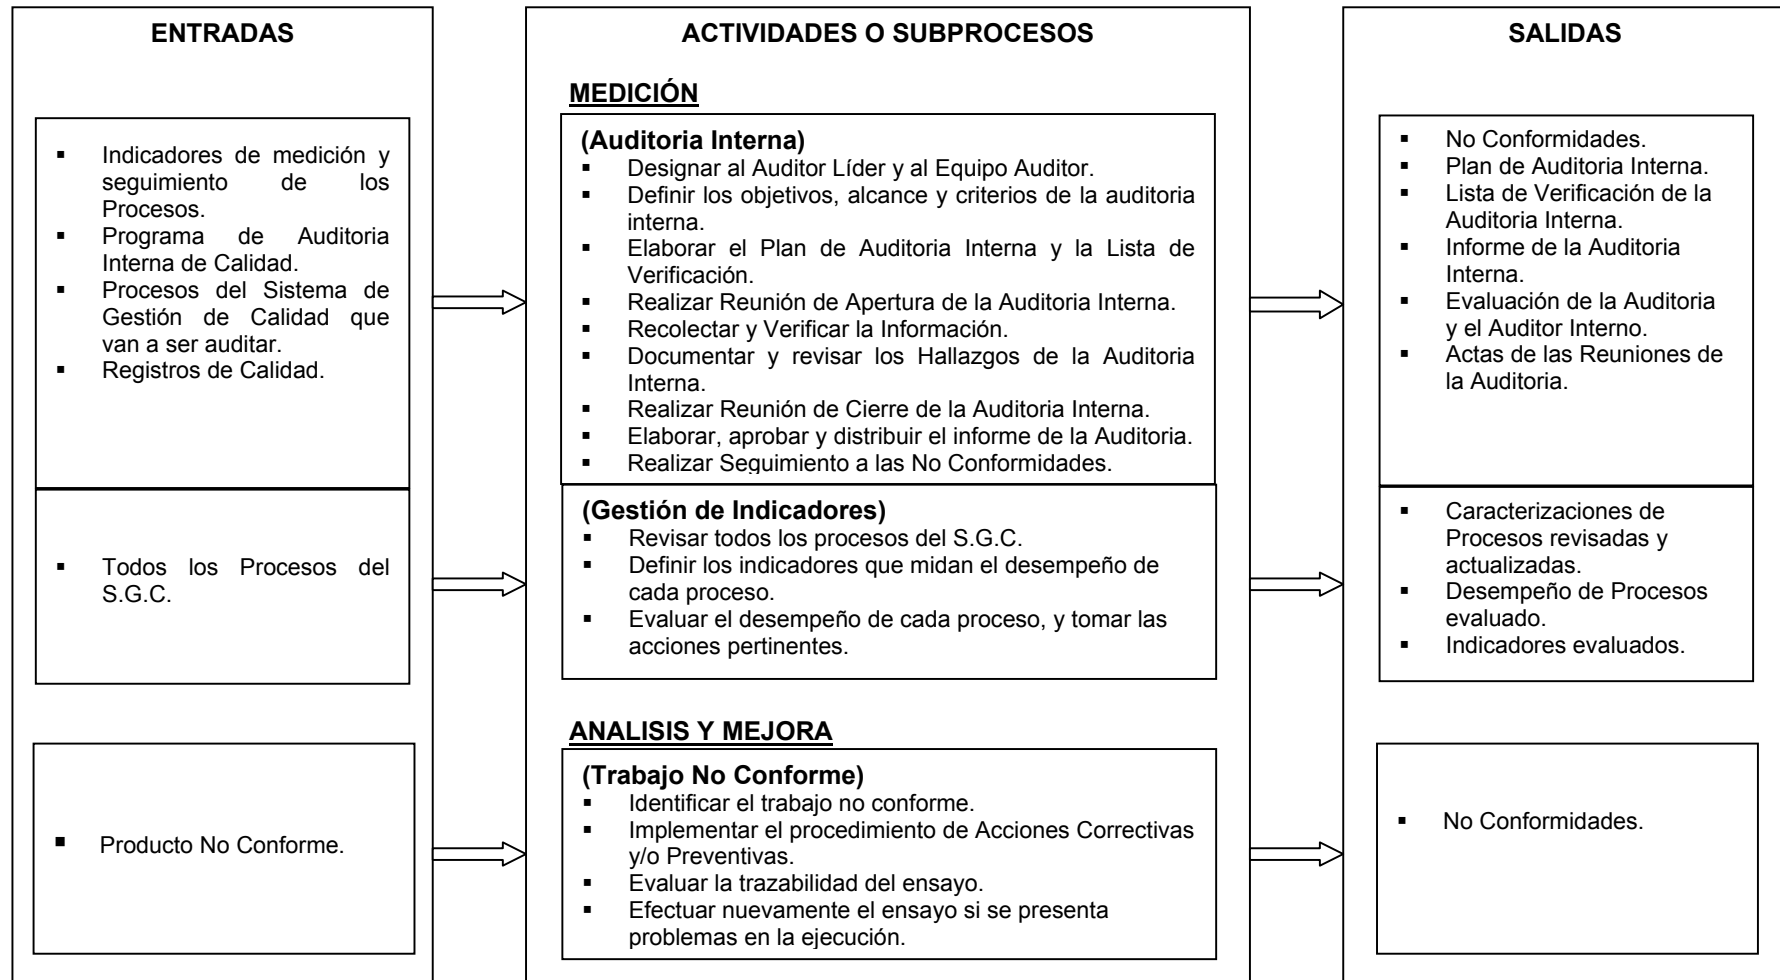 ENTRADAS
▪ Indicadores de medición y
seguimiento de los
Procesos.
▪ Programa de Auditoria
Interna de Calidad.
▪ Procesos del Sistema de
Gestión de Calidad que
van a ser auditar.
▪ Registros de Calidad.
▪ Todos los Procesos del
S.G.C.
▪ Producto No Conforme.
ACTIVIDADES O SUBPROCESOS
MEDICIÓN
(Auditoria Interna)
▪ Designar al Auditor Líder y al Equipo Auditor.
▪ Definir los objetivos, alcance y criterios de la auditoria
interna.
▪ Elaborar el Plan de Auditoria Interna y la Lista de
Verificación.
▪ Realizar Reunión de Apertura de la Auditoria Interna.
▪ Recolectar y Verificar la Información.
▪ Documentar y revisar los Hallazgos de la Auditoria
Interna.
▪ Realizar Reunión de Cierre de la Auditoria Interna.
▪ Elaborar, aprobar y distribuir el informe de la Auditoria.
▪ Realizar Seguimiento a las No Conformidades.
(Gestión de Indicadores)
▪ Revisar todos los procesos del S.G.C.
▪ Definir los indicadores que midan el desempeño de
cada proceso.
▪ Evaluar el desempeño de cada proceso, y tomar las
acciones pertinentes.
ANALISIS Y MEJORA
(Trabajo No Conforme)
▪ Identificar el trabajo no conforme.
▪ Implementar el procedimiento de Acciones Correctivas
y/o Preventivas.
▪ Evaluar la trazabilidad del ensayo.
▪ Efectuar nuevamente el ensayo si se presenta
problemas en la ejecución.
SALIDAS
▪ No Conformidades.
▪ Plan de Auditoria Interna.
▪ Lista de Verificación de la
Auditoria Interna.
▪ Informe de la Auditoria
Interna.
▪ Evaluación de la Auditoria
y el Auditor Interno.
▪ Actas de las Reuniones de
la Auditoria.
▪ Caracterizaciones de
Procesos revisadas y
actualizadas.
▪ Desempeño de Procesos
evaluado.
▪ Indicadores evaluados.
▪ No Conformidades.